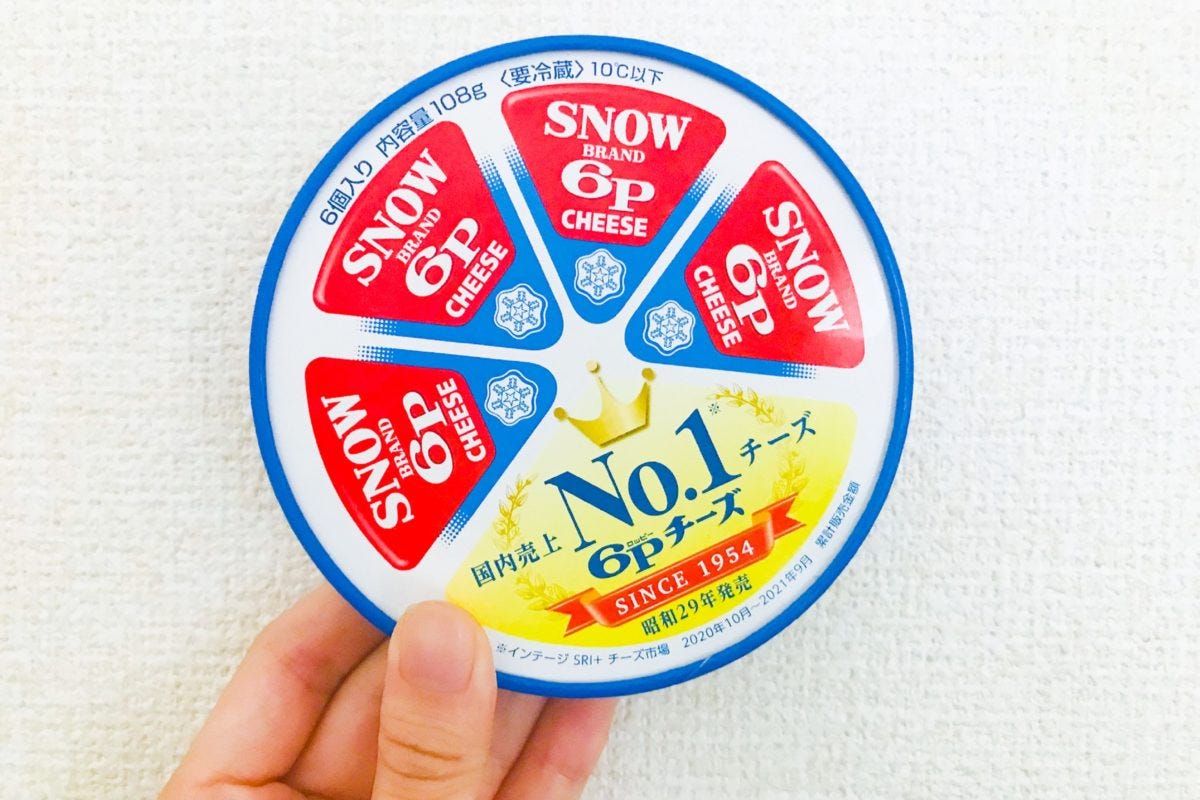 6個入り 内容量108g 〈要冷蔵〉10℃以下
SNOW
BRAND
6P
CHEESE
SNOW
BRAND
6P
CHEESE
SNOW
BRAND
6P
CHEESE
SNOW
BRAND
6P
CHEESE
国内売上 No.1※ チーズ
ロッピー
6Pチーズ
SINCE 1954
昭和29年発売
※インテージ SRI+ チーズ市場 2020年10月~2021年9月 累計販売金額